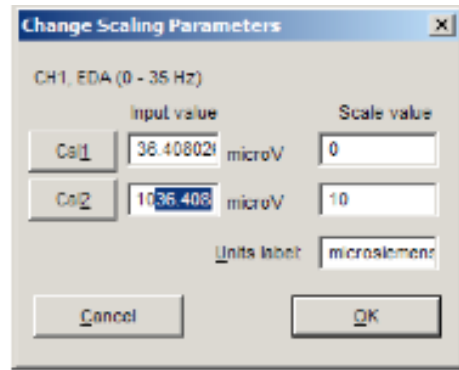 Change Scaling Parameters
CH1, EDA (0 - 35 Hz)
Input value Scale value
Cal1 36.408026 microV 0
Cal2 1036.408 microV 10
Units label: microsiemens
Cancel OK